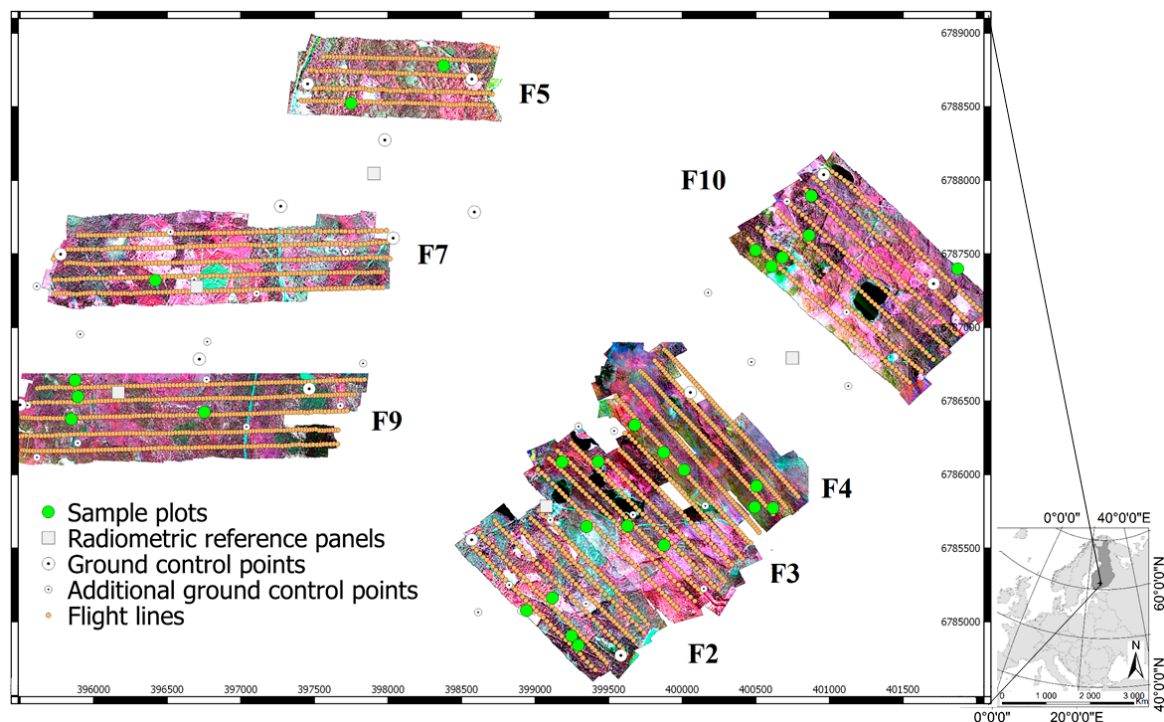 F5
F10
F7
F9
F4
F3
F2
Sample plots
Radiometric reference panels
Ground control points
Additional ground control points
Flight lines
6789000
6788500
6788000
6787500
6787000
6786500
6786000
6785500
6785000
396000 396500 397000 397500 398000 398500 399000 399500 400000 400500 401000 401500
0°0'0" 40°0'0"E
60°0'0"N
40°0'0"N
N
0 1 000 2 000 3 000
Km
0°0'0" 20°0'0"E